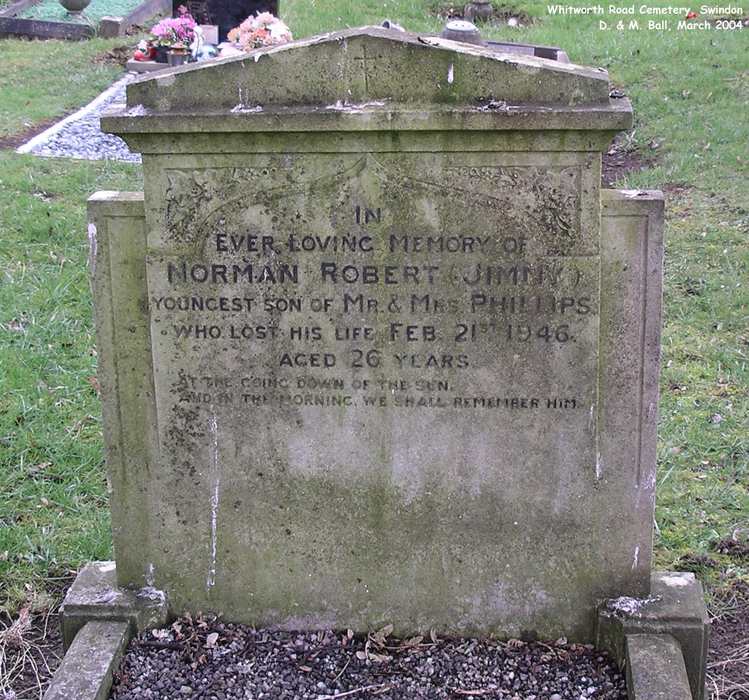 Whitworth Road Cemetery, Swindon
D. & M. Ball, March 2004
IN
EVER LOVING MEMORY OF
NORMAN ROBERT (JIMMY)
YOUNGEST SON OF MR. & MRS PHILLIPS
WHO LOST HIS LIFE FEB. 21ST 1946.
AGED 26 YEARS.
AT THE GOING DOWN OF THE SUN.
AND IN THE MORNING, WE SHALL REMEMBER HIM.